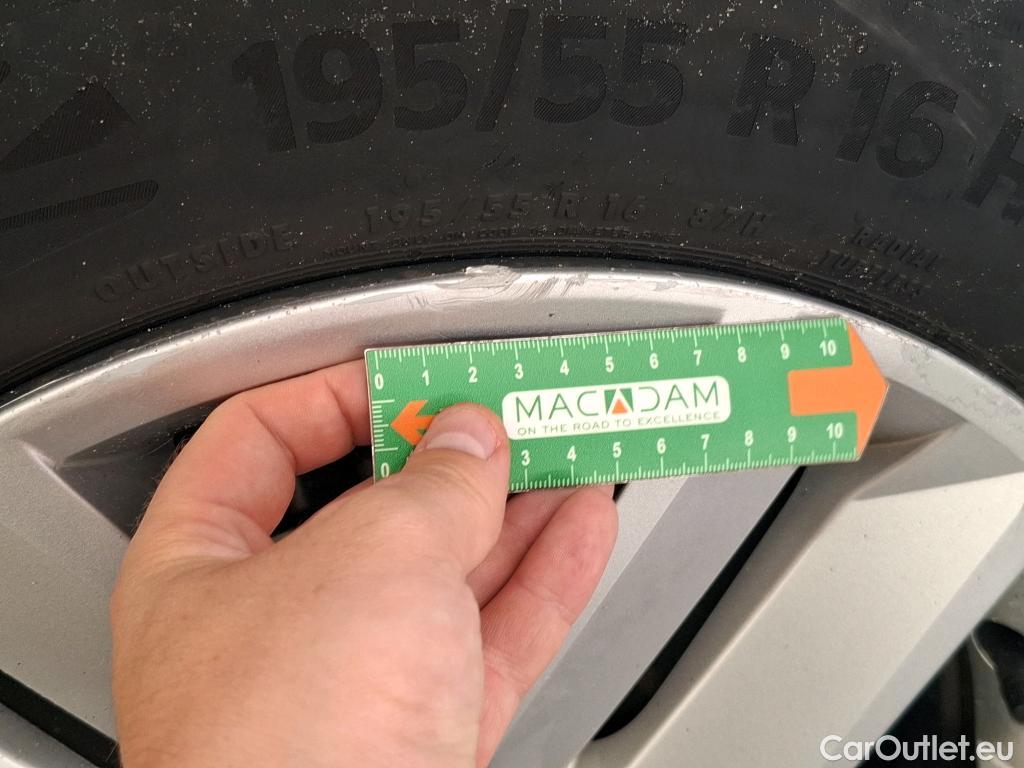 195/55 R 16 H
195/55 R 16 87H
OUTSIDE
RADIAL
TUBELESS
0 1 2 3 4 5 6 7 8 9 10
MACADAM
ON THE ROAD TO EXCELLENCE
0 3 4 5 6 7 8 9 10
CarOutlet.eu